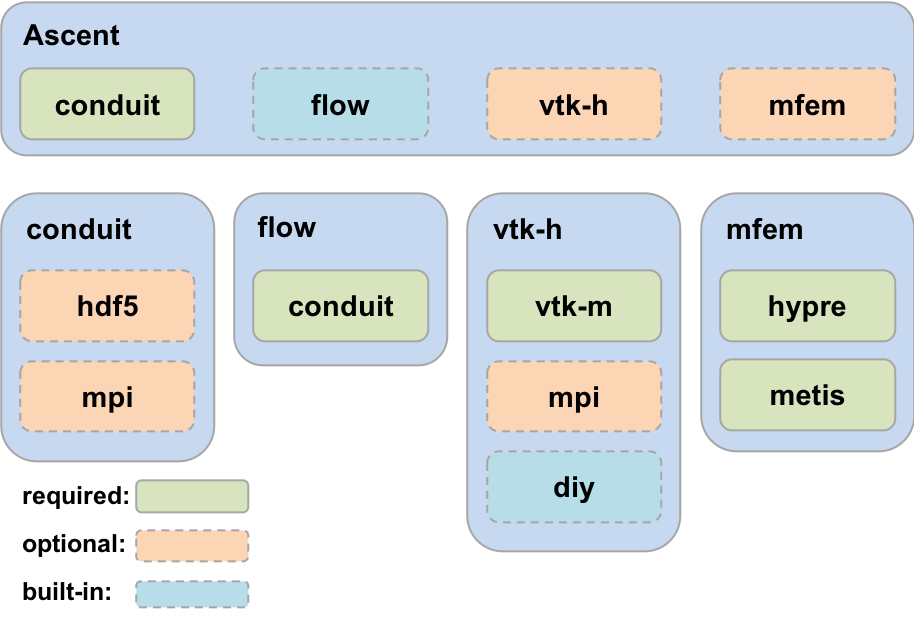 Ascent
conduit flow vtk-h mfem
conduit
hdf5
mpi
flow
conduit
vtk-h
vtk-m
mpi
diy
mfem
hypre
metis
required:
optional:
built-in: